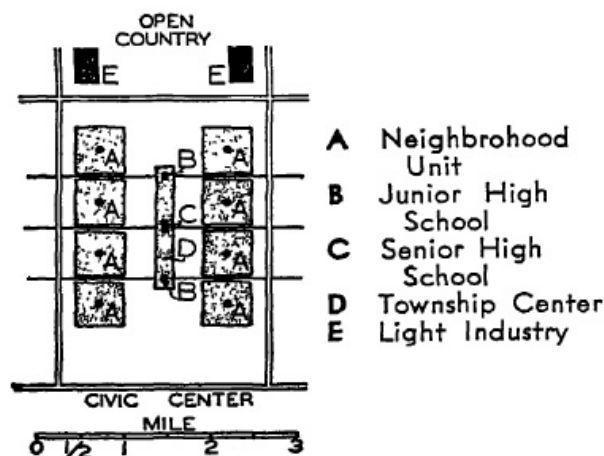 OPEN
COUNTRY
E E
A B A
A C A
A D A
A B A
CIVIC CENTER
MILE
0 1/2 1 2 3
A Neighbrohood
Unit
B Junior High
School
C Senior High
School
D Township Center
E Light Industry